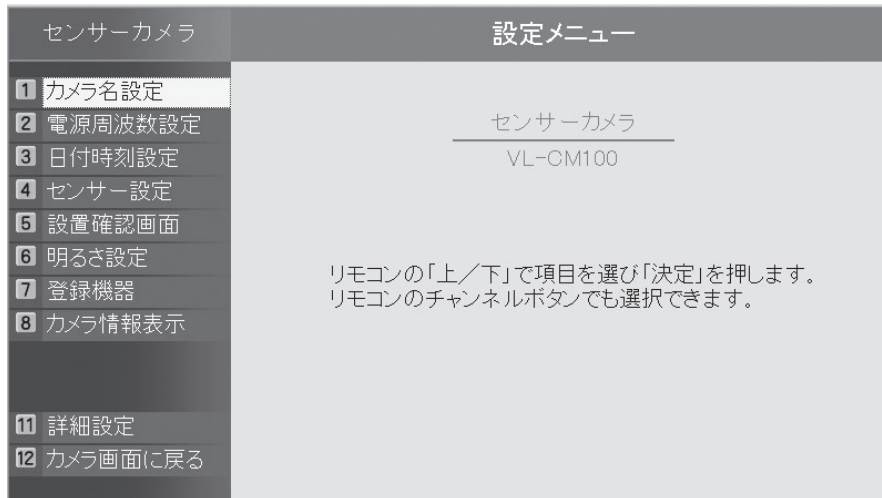 センサーカメラ
設定メニュー
1 カメラ名設定
2 電源周波数設定
3 日付時刻設定
4 センサー設定
5 設置確認画面
6 明るさ設定
7 登録機器
8 カメラ情報表示
11 詳細設定
12 カメラ画面に戻る
センサーカメラ
VL-CM100
リモコンの「上／下」で項目を選び「決定」を押します。
リモコンのチャンネルボタンでも選択できます。